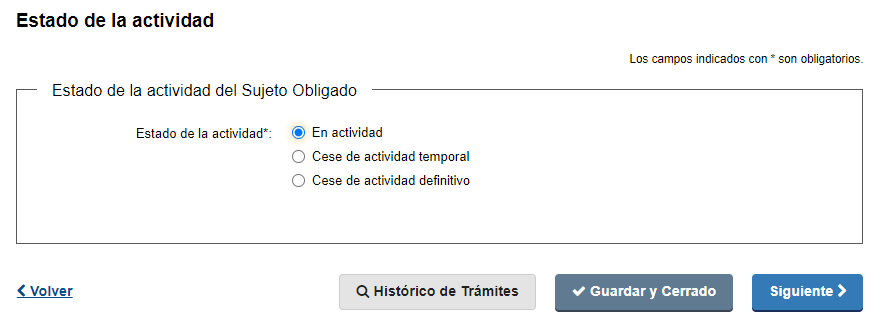 Estado de la actividad
Los campos indicados con * son obligatorios.
Estado de la actividad del Sujeto Obligado
Estado de la actividad*:
En actividad
Cese de actividad temporal
Cese de actividad definitivo
Volver
Histórico de Trámites
Guardar y Cerrado
Siguiente